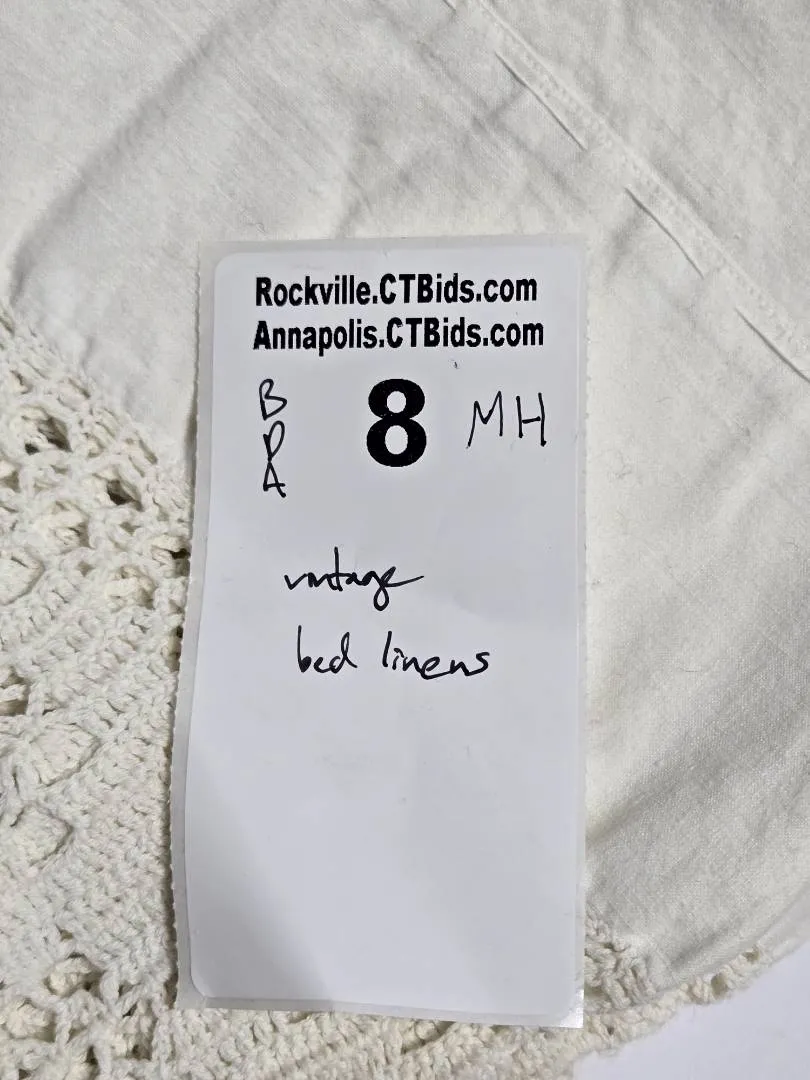 Rockville.CTBids.com
Annapolis.CTBids.com
B D A 8 MH
vintage
bed linens